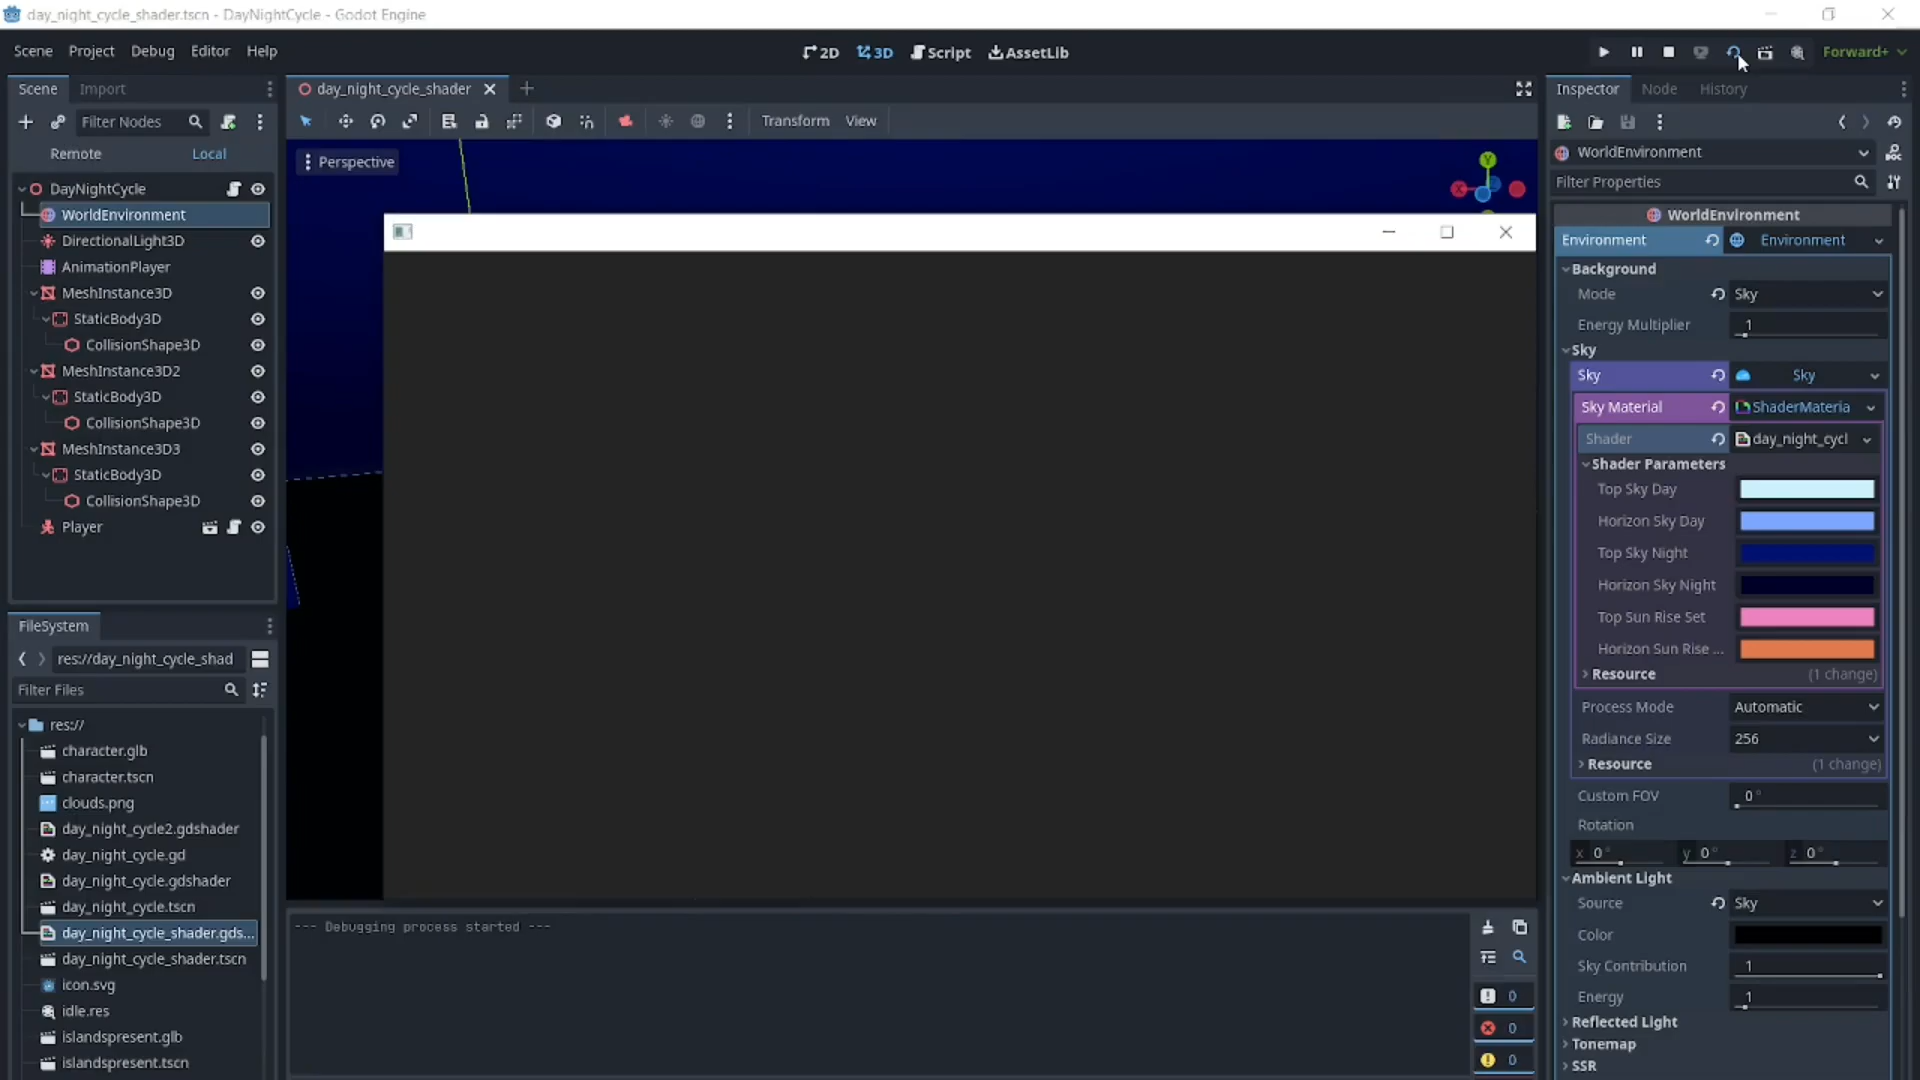 day_night_cycle_shader.tscn - DayNightCycle - Godot Engine
Scene Project Debug Editor Help
2D 3D Script AssetLib
Forward+
Scene Import
day_night_cycle_shader
Inspector Node History
Filter Nodes
Transform View
Remote Local
Perspective
Y
X
WorldEnvironment
Filter Properties
DayNightCycle
WorldEnvironment
DirectionalLight3D
AnimationPlayer
MeshInstance3D
StaticBody3D
CollisionShape3D
MeshInstance3D2
StaticBody3D
CollisionShape3D
MeshInstance3D3
StaticBody3D
CollisionShape3D
Player
FileSystem
res://day_night_cycle_shad
Filter Files
res://
character.glb
character.tscn
clouds.png
day_night_cycle2.gdshader
day_night_cycle.gd
day_night_cycle.gdshader
day_night_cycle.tscn
day_night_cycle_shader.gds...
day_night_cycle_shader.tscn
icon.svg
idle.res
islandspresent.glb
islandspresent.tscn
--- Debugging process started ---
0
0
0
WorldEnvironment
Environment Environment
Background
Mode Sky
Energy Multiplier 1
Sky
Sky Sky
Sky Material ShaderMateria
Shader day_night_cycl
Shader Parameters
Top Sky Day
Horizon Sky Day
Top Sky Night
Horizon Sky Night
Top Sun Rise Set
Horizon Sun Rise ...
Resource (1 change)
Process Mode Automatic
Radiance Size 256
Resource (1 change)
Custom FOV 0 °
Rotation
x 0 ° y 0 ° z 0 °
Ambient Light
Source Sky
Color
Sky Contribution 1
Energy 1
Reflected Light
Tonemap
SSR